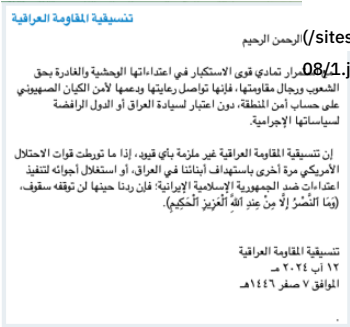 تنسيقية المقاومة العراقية
الرحمن الرحيم
(/sites
استمرار تمادي قوى الاستكبار في اعتداءاتها الوحشية والغادرة بحق
08/1.j
الشعوب ورجال مقاومتها، فإنها تواصل رعايتها ودعمها لأمن الكيان الصهيوني
على حساب أمن المنطقة، دون اعتبار لسيادة العراق أو الدول الرافضة
لسياساتها الإجرامية.
إن تنسيقية المقاومة العراقية غير ملزمة بأي قيود، إذا ما تورطت قوات الاحتلال
الأمريكي مرة أخرى باستهداف أبنائنا في العراق، أو استغلال أجوائه لتنفيذ
اعتداءات ضد الجمهورية الإسلامية الإيرانية؛ فإن ردنا حينها لن توقفه سقوف،
(وَمَا النَّصْرُ إِلَّا مِنْ عِندِ اللَّهِ الْعَزِيزِ الْحَكِيمِ).
تنسيقية المقاومة العراقية
١٢ آب ٢٠٢٤ مـ
الموافق ٧ صفر ١٤٤٦هـ
.